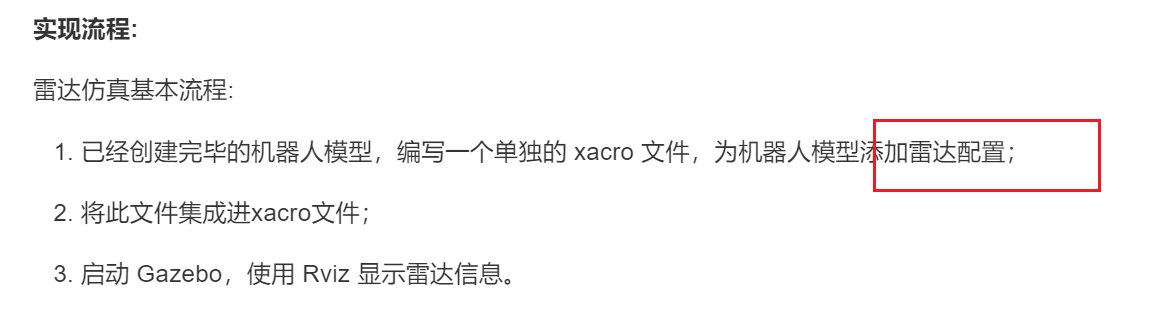 实现流程:
雷达仿真基本流程:
1. 已经创建完毕的机器人模型，编写一个单独的 xacro 文件，为机器人模型添加雷达配置；
2. 将此文件集成进xacro文件；
3. 启动 Gazebo，使用 Rviz 显示雷达信息。